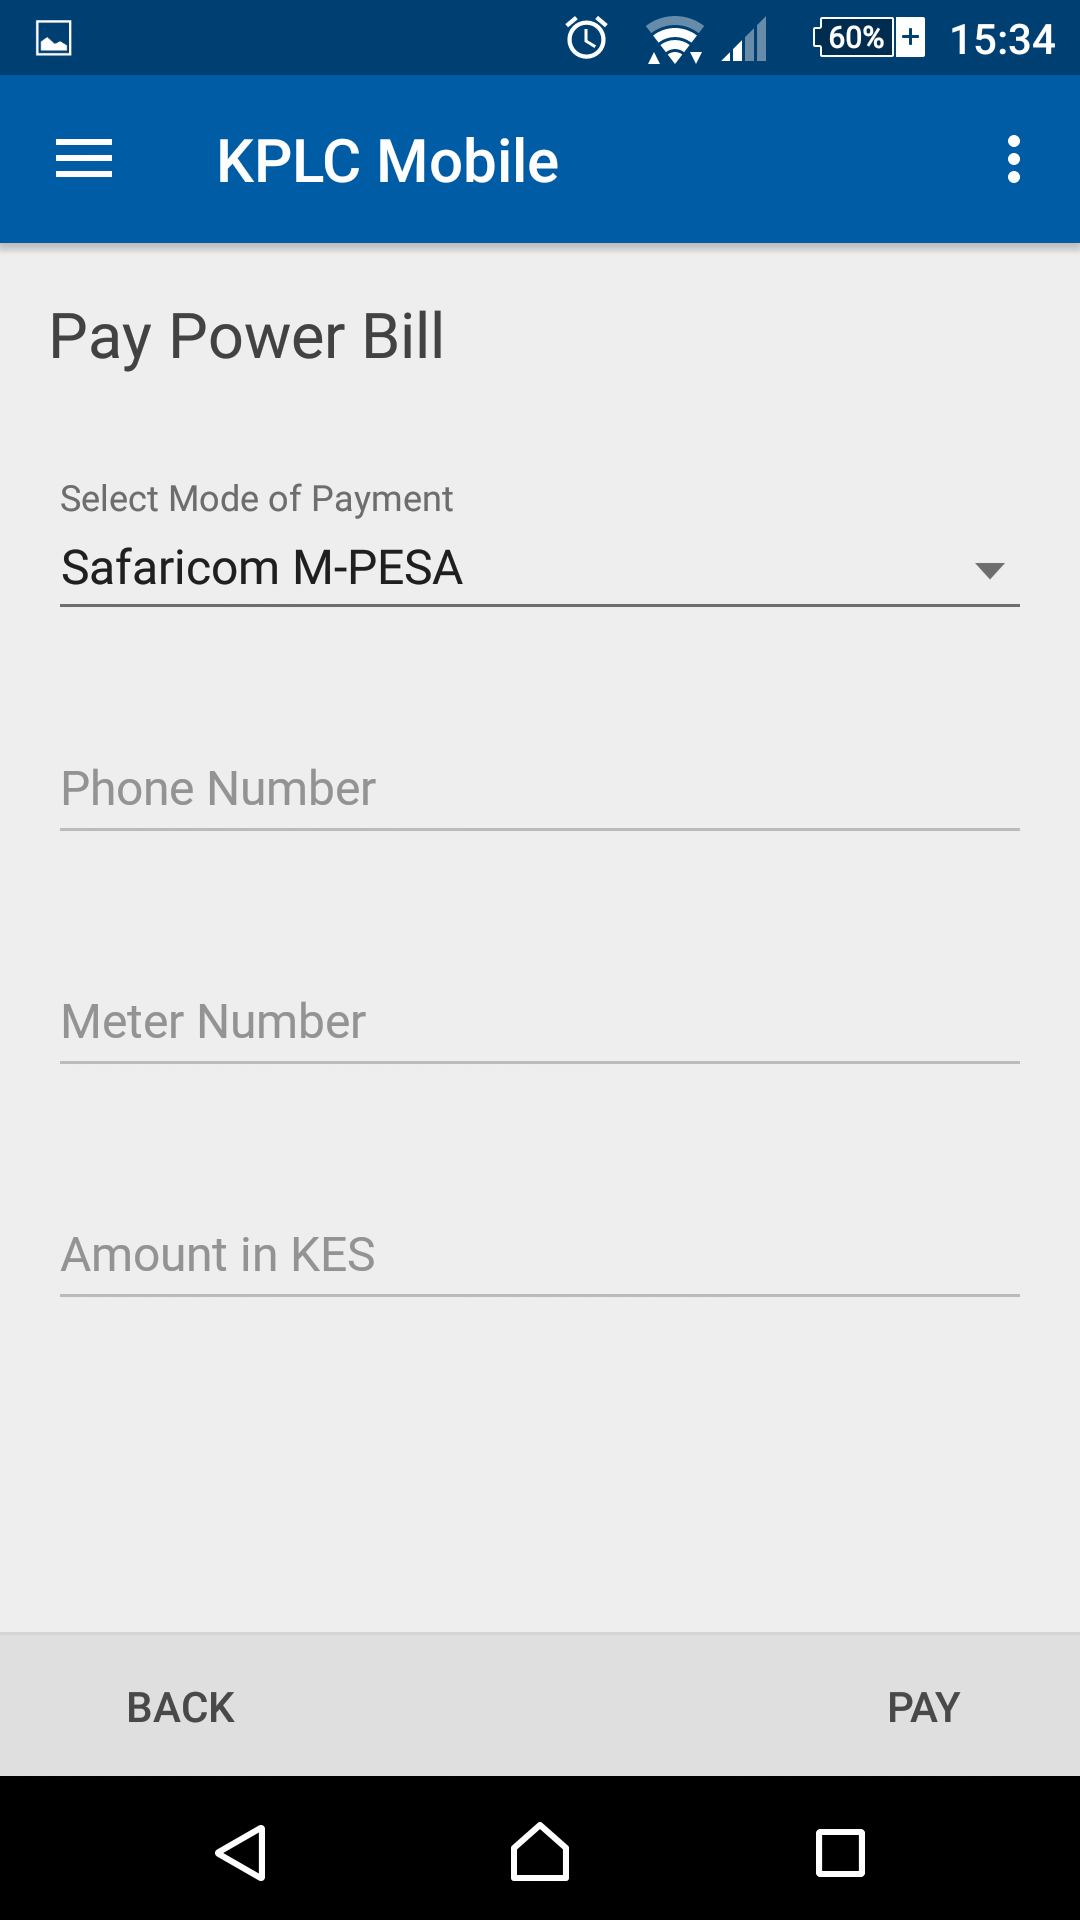 60%
15:34
KPLC Mobile
Pay Power Bill
Select Mode of Payment
Safaricom M-PESA
Phone Number
Meter Number
Amount in KES
BACK
PAY